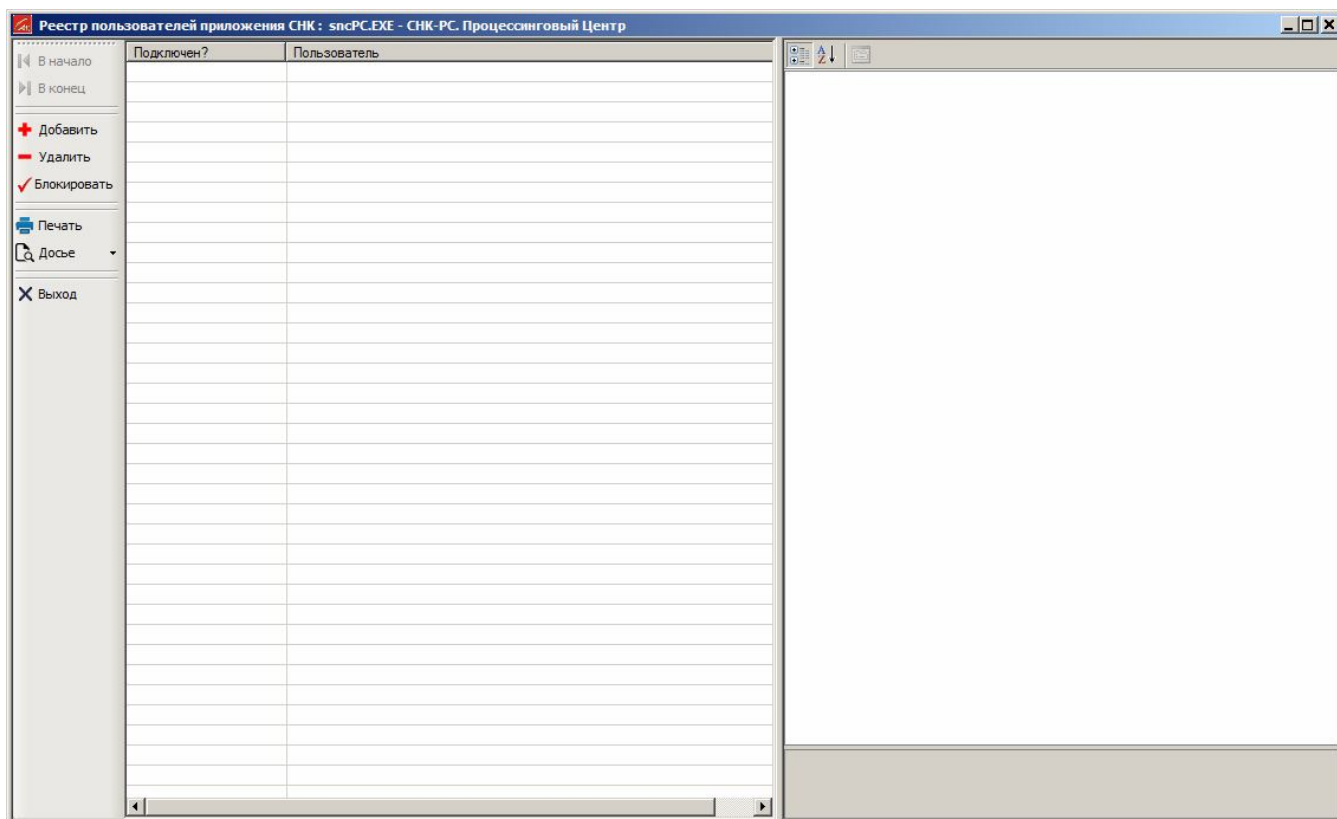 Реестр пользователей приложения СНК : sncPC.EXE - СНК-PC. Процессинговый Центр
В начало
В конец
Добавить
Удалить
Блокировать
Печать
Досье
Выход
Подключен? Пользователь